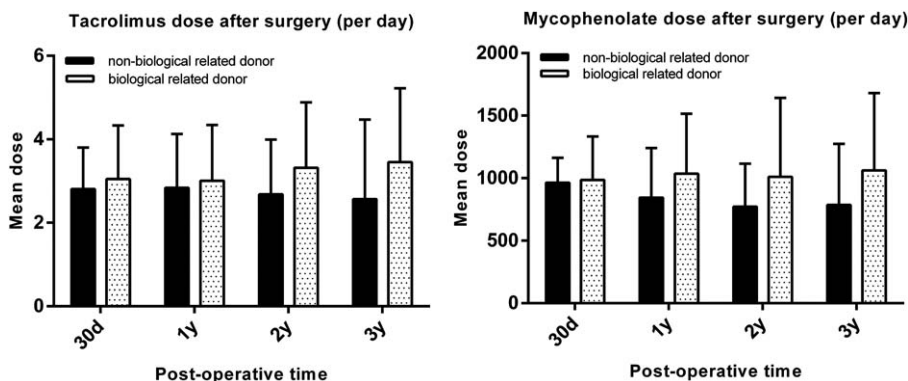 Tacrolimus dose after surgery (per day)
6
4
2
0
Mean dose
non-biological related donor
biological related donor
30d
1y
2y
3y
Post-operative time
Mycophenolate dose after surgery (per day)
2000
1500
1000
500
0
Mean dose
non-biological related donor
biological related donor
30d
1y
2y
3y
Post-operative time